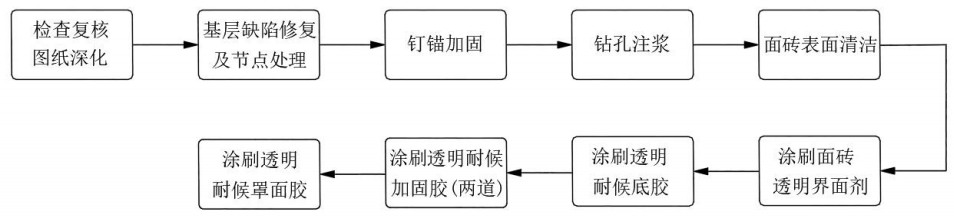 检查复核
图纸深化
基层缺陷修复
及节点处理
钉锚加固
钻孔注浆
面砖表面清洁
涂刷面砖
透明界面剂
涂刷透明
耐候底胶
涂刷透明耐候
加固胶(两道)
涂刷透明
耐候罩面胶